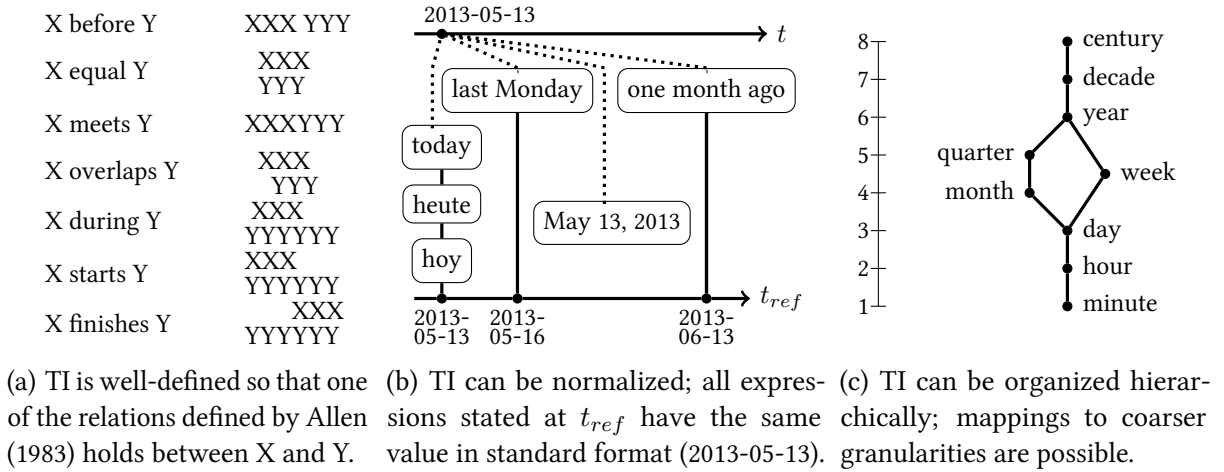 X before Y XXX YYY
X equal Y XXX
YYY
X meets Y XXXYYY
X overlaps Y XXX
YYY
X during Y XXX
YYYYYY
X starts Y XXX
YYYYYY
X finishes Y XXX
YYYYYY
(a) TI is well-defined so that one
of the relations defined by Allen
(1983) holds between X and Y.
2013-05-13
t
last Monday
one month ago
today
heute
May 13, 2013
hoy
t_ref
2013-
05-13
2013-
05-16
2013-
06-13
(b) TI can be normalized; all expres-
sions stated at t_ref have the same
value in standard format (2013-05-13).
8
7
6
5
4
3
2
1
century
decade
year
quarter
week
month
day
hour
minute
(c) TI can be organized hierar-
chically; mappings to coarser
granularities are possible.